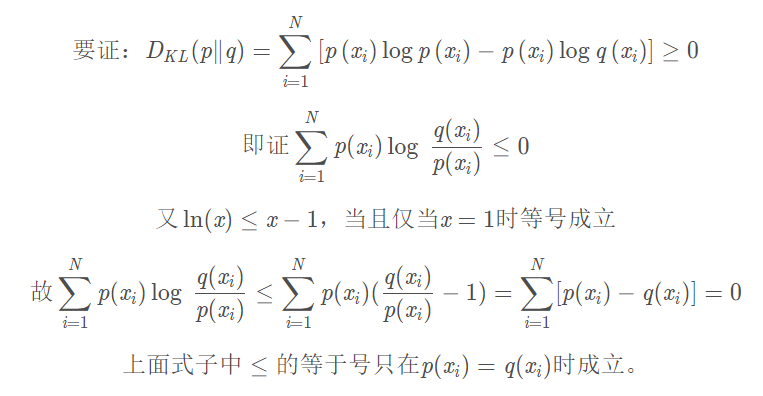 要证：$D_{KL}(p\|q)=\sum_{i=1}^{N}[p(x_i)\log p(x_i)-p(x_i)\log q(x_i)]\geq 0$
即证$\sum_{i=1}^{N}p(x_i)\log\frac{q(x_i)}{p(x_i)}\leq 0$
又$\ln(x)\leq x-1$，当且仅当$x=1$时等号成立
故$\sum_{i=1}^{N}p(x_i)\log\frac{q(x_i)}{p(x_i)}\leq\sum_{i=1}^{N}p(x_i)(\frac{q(x_i)}{p(x_i)}-1)=\sum_{i=1}^{N}[p(x_i)-q(x_i)]=0$
上面式子中$\leq$的等于号只在$p(x_i)=q(x_i)$时成立。